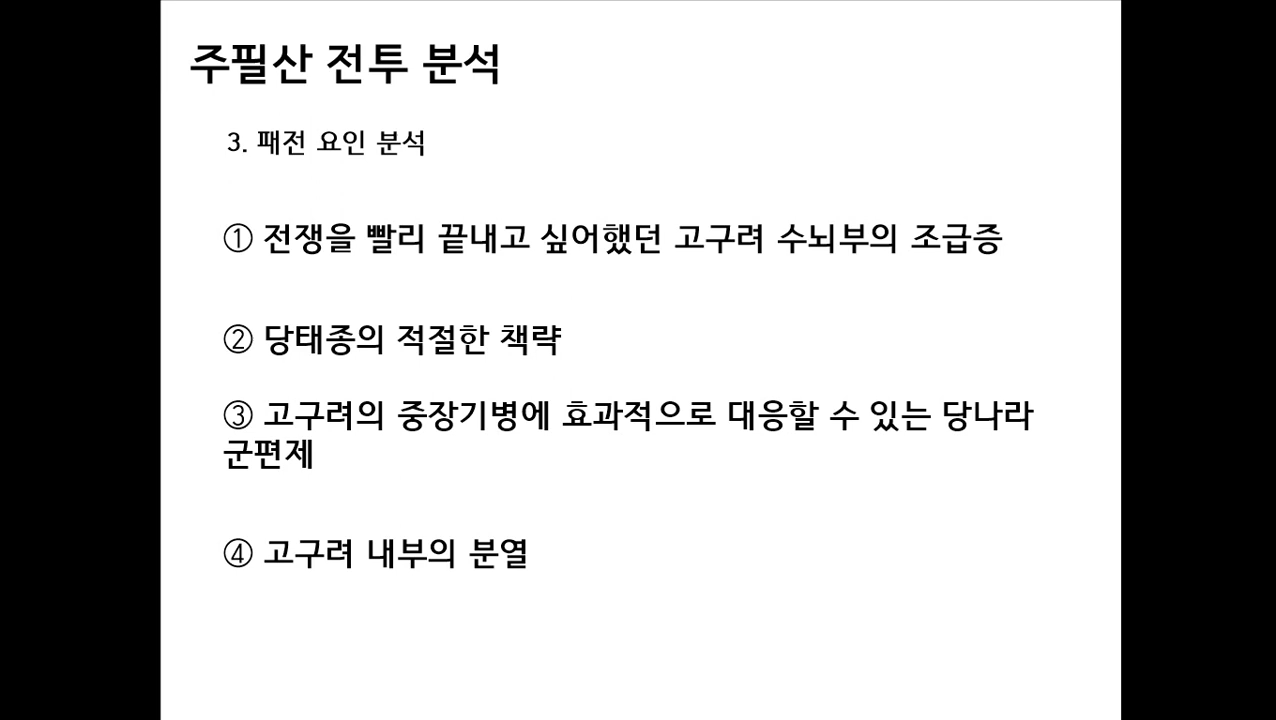 주필산 전투 분석
3. 패전 요인 분석
① 전쟁을 빨리 끝내고 싶어했던 고구려 수뇌부의 조급증
② 당태종의 적절한 책략
③ 고구려의 중장기병에 효과적으로 대응할 수 있는 당나라
군편제
④ 고구려 내부의 분열